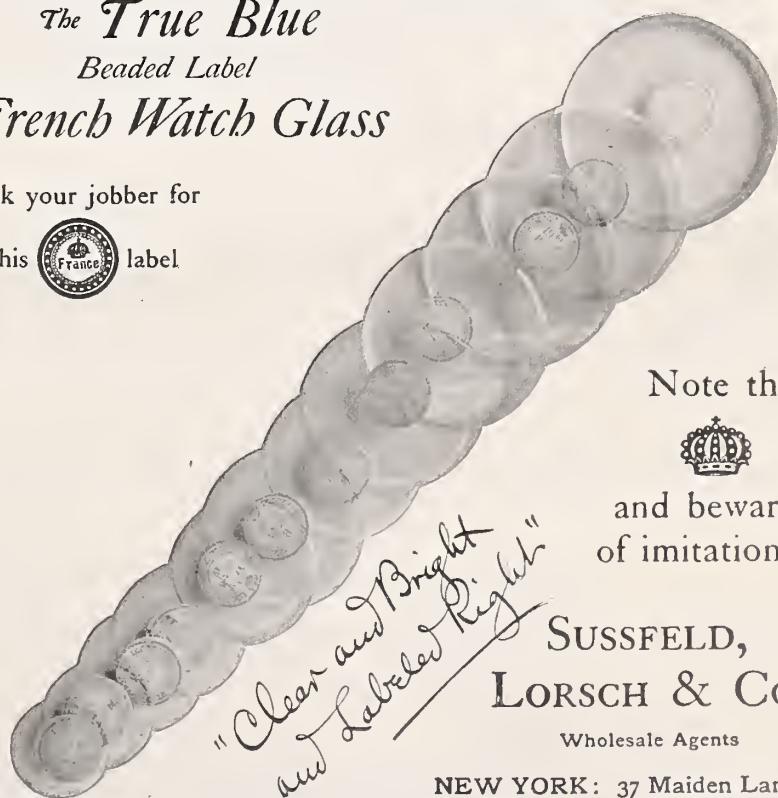 The True Blue
Beaded Label
French Watch Glass
k your jobber for
his France label
Note th
and bewar
of imitation
"Clear and Bright
and Labeled Right"
SUSSFELD,
LORSCH & Co
Wholesale Agents
NEW YORK: 37 Maiden Lan